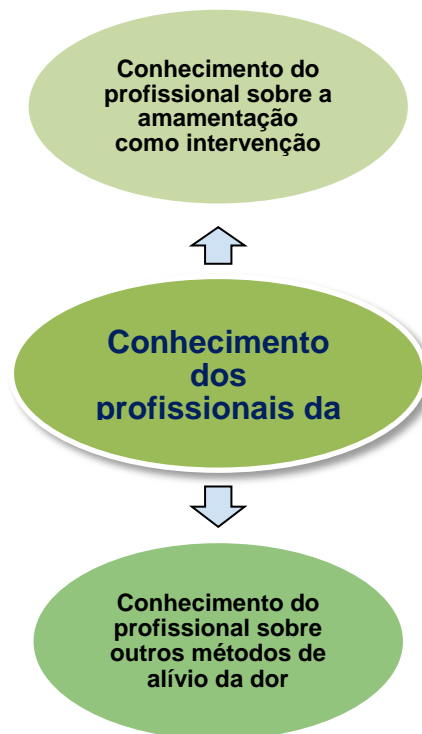 Conhecimento do
profissional sobre a
amamentação
como intervenção
Conhecimento
dos
profissionais da
Conhecimento do
profissional sobre
outros métodos de
alívio da dor